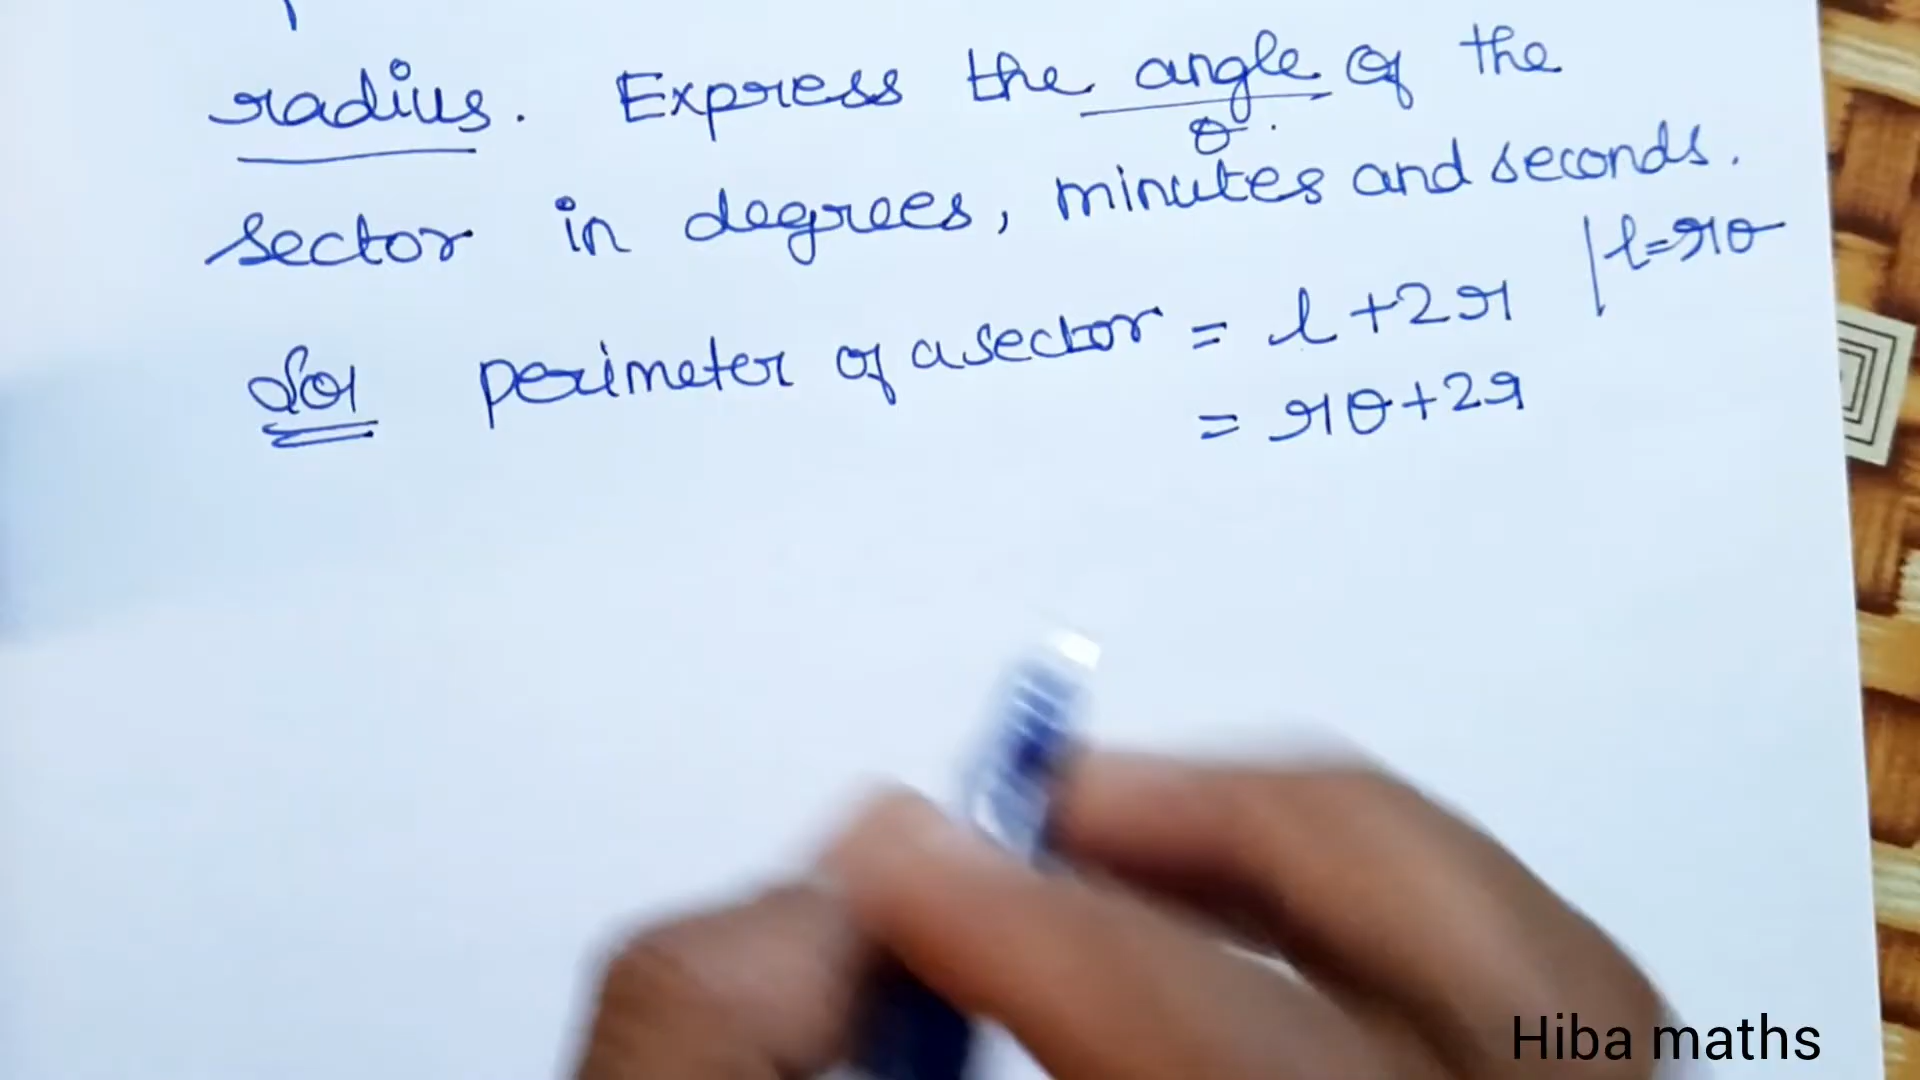 radius. Express the angle of the
θ
sector in degrees, minutes and seconds.
l=rθ
Sol perimeter of a sector = l+2r
= rθ+2r
Hiba maths